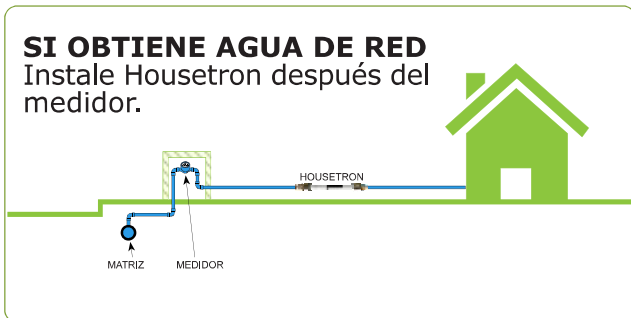 SI OBTIENE AGUA DE RED
Instale Housetron después del
medidor.
HOUSETRON
MATRIZ
MEDIDOR